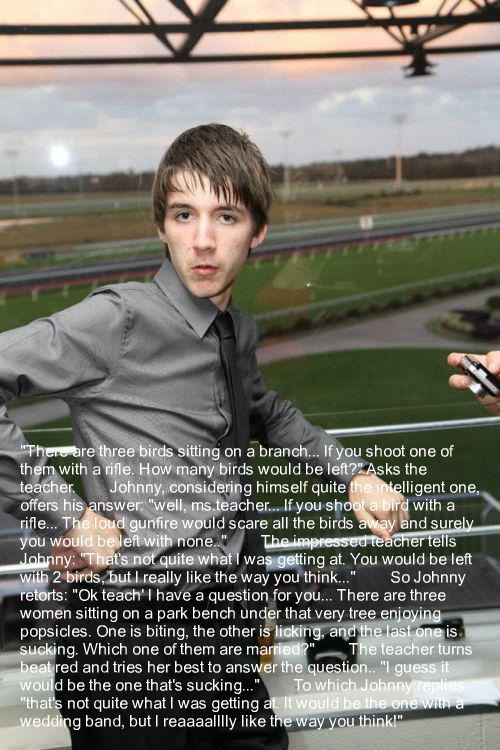 "There are three birds sitting on a branch... If you shoot one of
them with a rifle. How many birds would be left?" Asks the
teacher. Johnny, considering himself quite the intelligent one,
offers his answer: "well, ms.teacher... If you shoot a bird with a
rifle... The loud gunfire would scare all the birds away and surely
you would be left with none.." The impressed teacher tells
Johnny: "That's not quite what I was getting at. You would be left
with 2 birds, but I really like the way you think..." So Johnny
retorts: "Ok teach' I have a question for you... There are three
women sitting on a park bench under that very tree enjoying
popsicles. One is biting, the other is licking, and the last one is
sucking. Which one of them are married?" The teacher turns
beat red and tries her best to answer the question.. "I guess it
would be the one that's sucking..." To which Johnny replies
"that's not quite what I was getting at. It would be the one with a
wedding band, but I reaaaalllly like the way you think!"